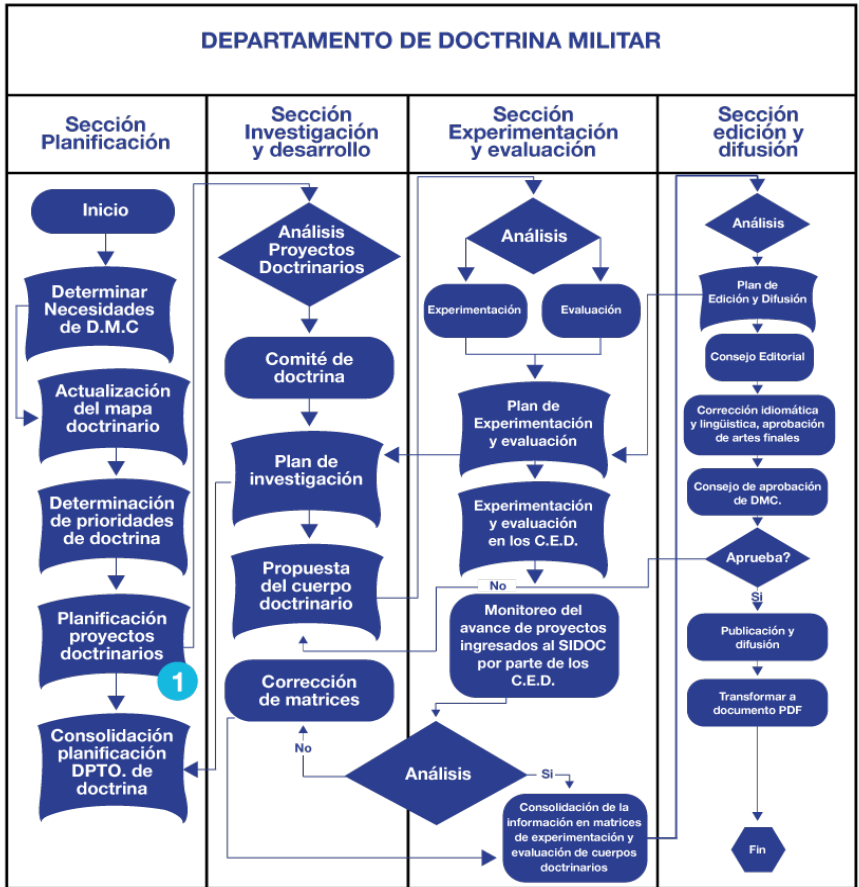 DEPARTAMENTO DE DOCTRINA MILITAR
Sección
Planificación
Sección
Investigación
y desarrollo
Sección
Experimentación
y evaluación
Sección
edición y
difusión
Inicio
Determinar
Necesidades
de D.M.C
Actualización
del mapa
doctrinario
Determinación
de prioridades
de doctrina
Planificación
proyectos
doctrinarios
1
Consolidación
planificación
DPTO. de
doctrina
Análisis
Proyectos
Doctrinarios
Comité de
doctrina
Plan de
investigación
Propuesta
del cuerpo
doctrinario
Corrección
de matrices
No
Análisis
Experimentación
Evaluación
Plan de
Experimentación
y evaluación
Experimentación
y evaluación
en los C.E.D.
No
Monitoreo del
avance de proyectos
ingresados al SIDOC
por parte de los
C.E.D.
Análisis
Si
Consolidación de la
información en matrices
de experimentación y
evaluación de cuerpos
doctrinarios
Análisis
Plan de
Edición y Difusión
Consejo Editorial
Corrección idiomática
y lingüistica, aprobación
de artes finales
Consejo de aprobación
de DMC.
Aprueba?
Si
Publicación y
difusión
Transformar a
documento PDF
Fin